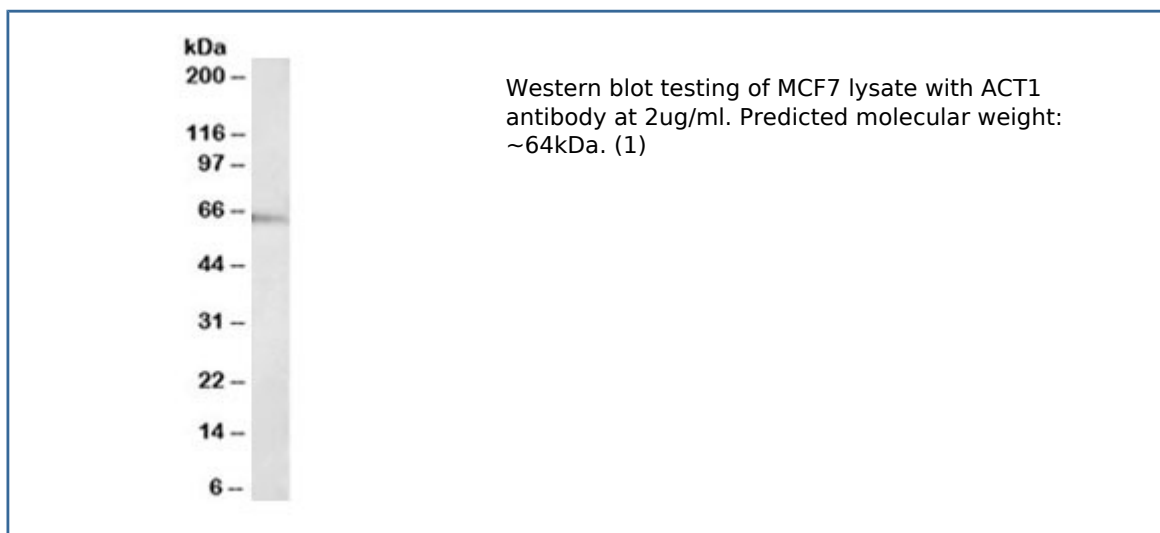 kDa
200 --
116 --
97 --
66 --
44 --
31 --
22 --
14 --
6 --
Western blot testing of MCF7 lysate with ACT1
antibody at 2ug/ml. Predicted molecular weight:
~64kDa. (1)